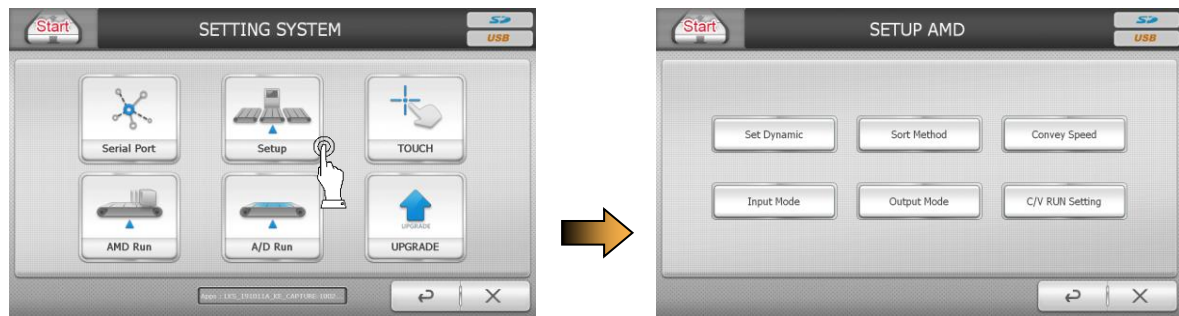 Start
SETTING SYSTEM
SD
USB
Serial Port
Setup
TOUCH
AMD Run
A/D Run
UPGRADE
UPGRADE
Start
SETUP AMD
SD
USB
Set Dynamic
Sort Method
Convey Speed
Input Mode
Output Mode
C/V RUN Setting